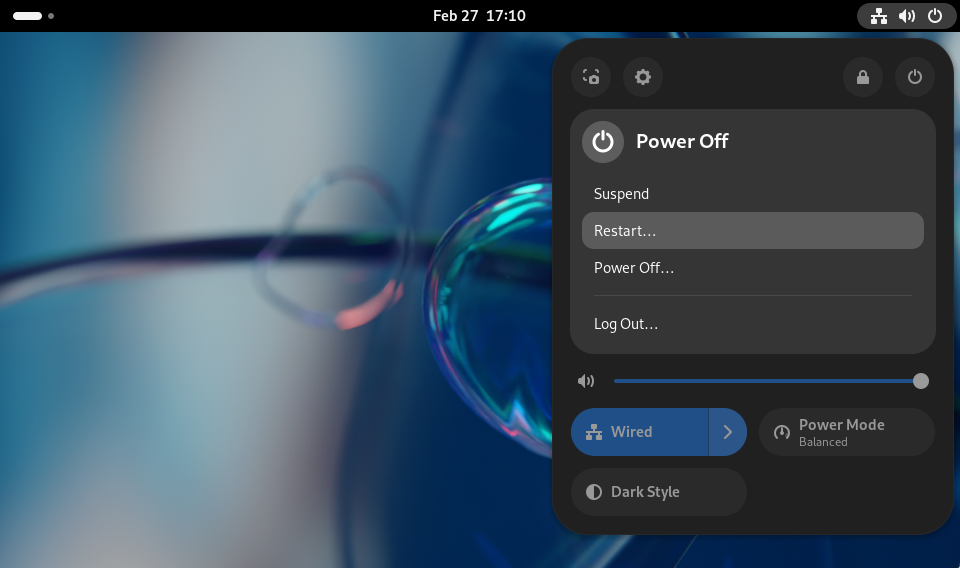 Feb 27 17:10
Power Off
Suspend
Restart…
Power Off…
Log Out…
Wired
Power Mode
Balanced
Dark Style